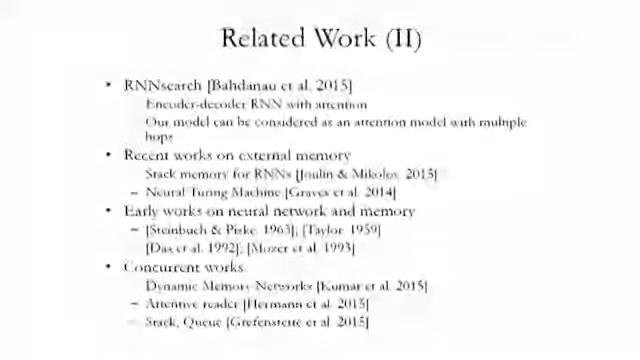 Related Work (II)
• RNNsearch [Bahdanau et al. 2015]
Encoder-decoder RNN with attention
Our model can be considered as an attention model with multiple
hops
• Recent works on external memory
Stack memory for RNNs [Joulin & Mikolov. 2015]
– Neural Turing Machine [Graves et al. 2014]
• Early works on neural network and memory
– [Steinbuch & Piske. 1963]; [Taylor. 1959]
[Das et al. 1992]; [Mozer et al. 1993]
• Concurrent works
Dynamic Memory Networks [Kumar et al. 2015]
– Attentive reader [Hermann et al. 2015]
– Stack, Queue [Grefenstette et al. 2015]